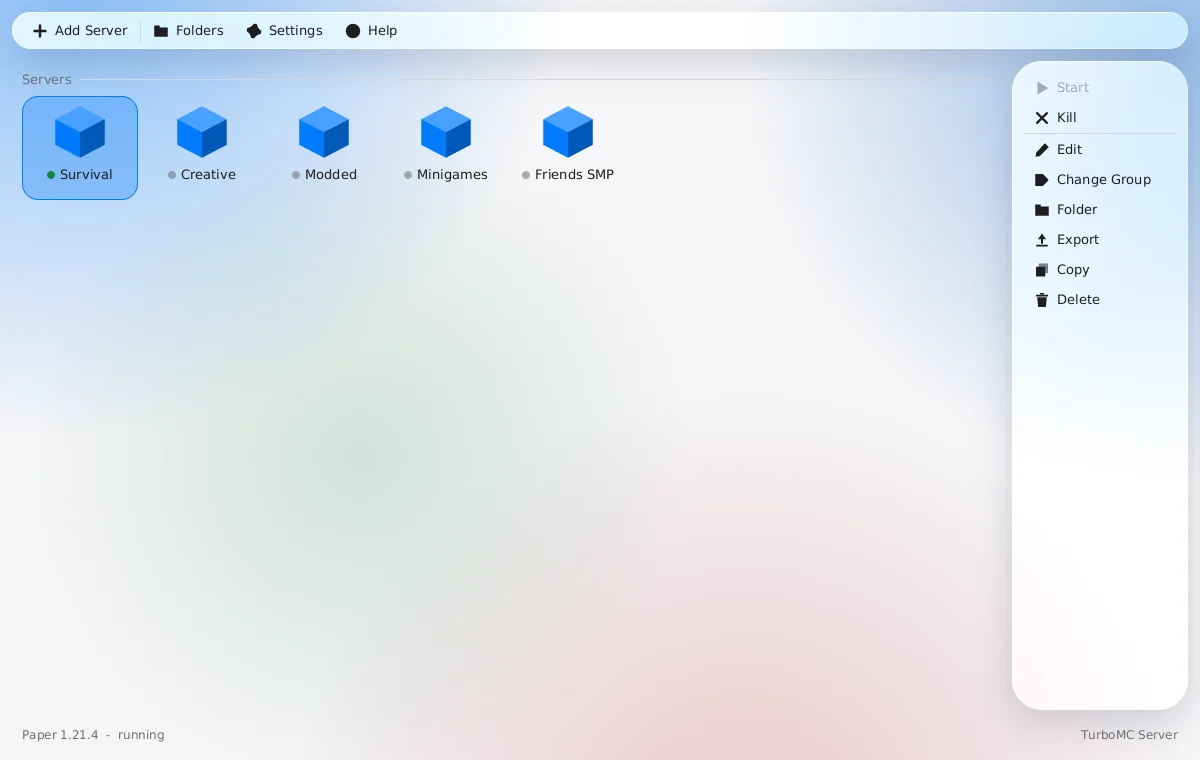 Add Server
Folders
Settings
Help
Servers
Survival
Creative
Modded
Minigames
Friends SMP
Start
Kill
Edit
Change Group
Folder
Export
Copy
Delete
Paper 1.21.4 - running
TurboMC Server